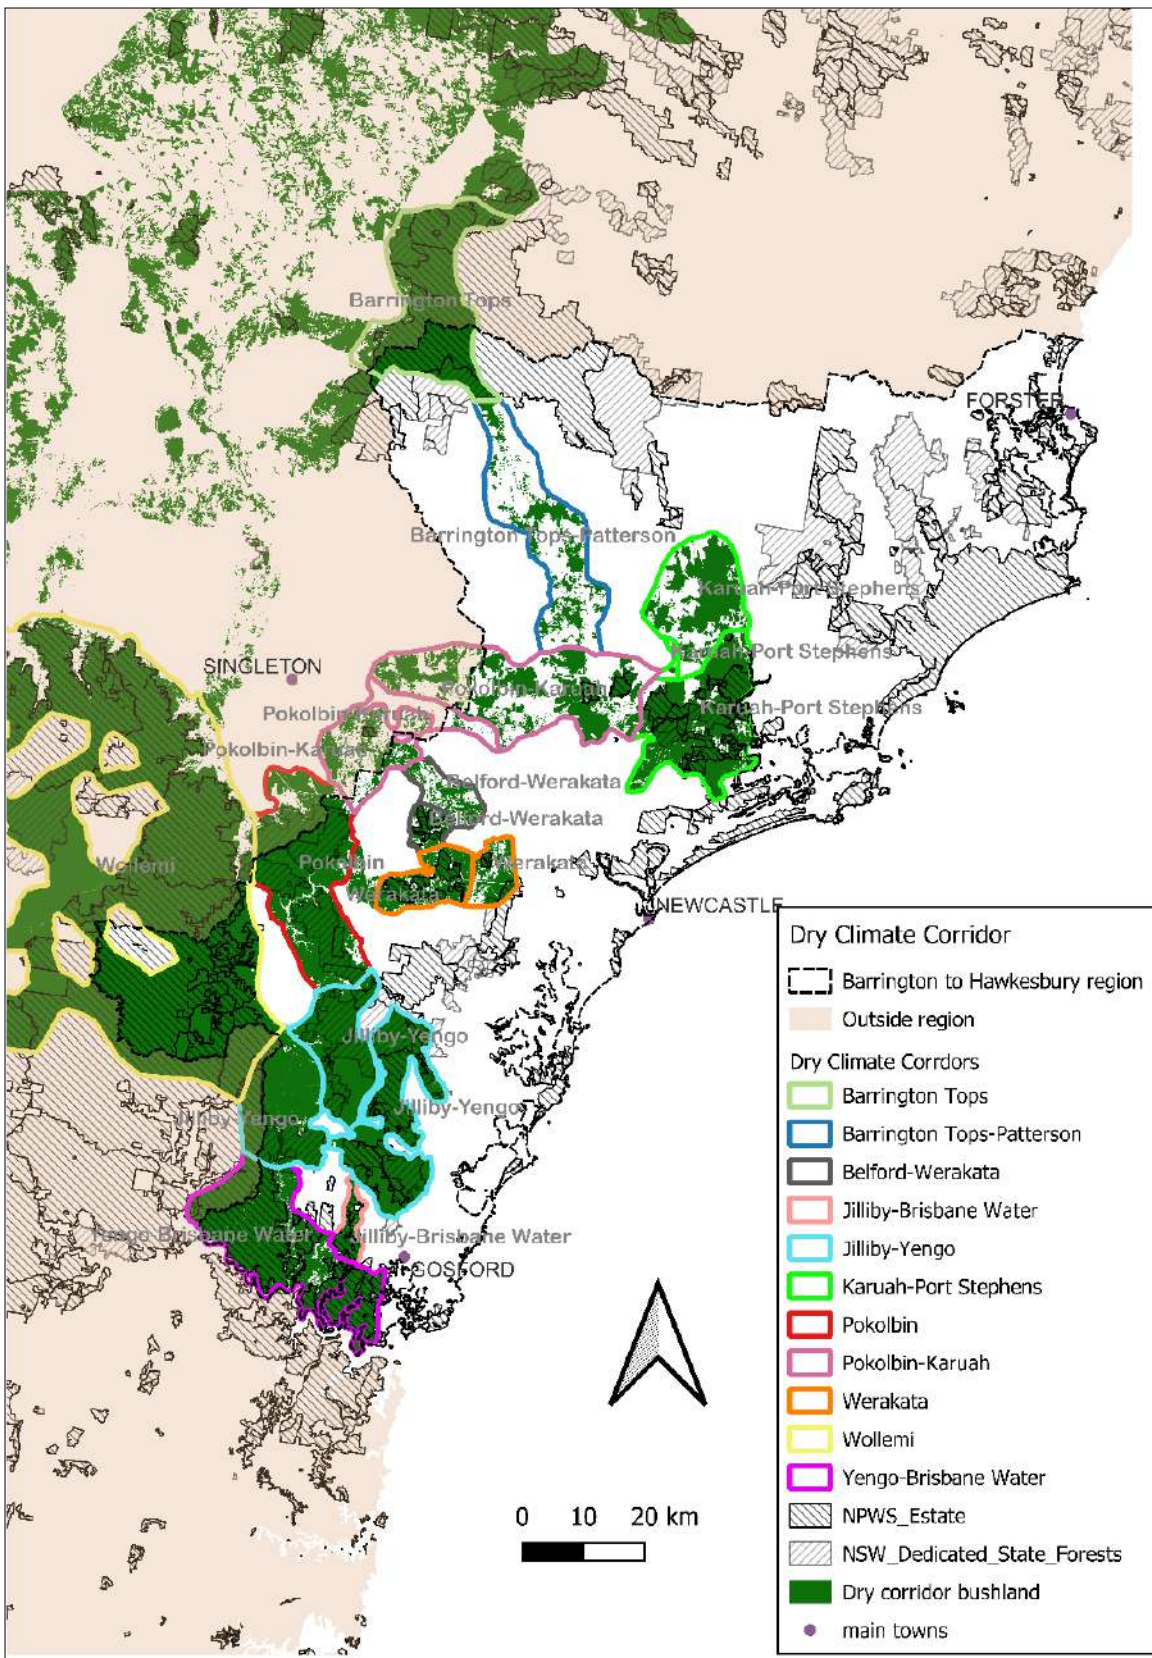 Barrington Tops
FORSTER
Barrington Tops-Patterson
Karuah-Port Stephens
Karuah-Port Stephens
SINGLETON
Pokolbin-Karuah
Karuah-Port Stephens
Pokolbin-Karuah
Pokolbin-Karuah
Belford-Werakata
Belford-Werakata
Wollemi
Pokolbin
Werakata
Werakata
NEWCASTLE
Jilliby-Yengo
Jilliby-Yengo
Jilliby-Yengo
Yengo-Brisbane Water
Jilliby-Brisbane Water
GOSFORD
0 10 20 km
Dry Climate Corridor
Barrington to Hawkesbury region
Outside region
Dry Climate Corrdors
Barrington Tops
Barrington Tops-Patterson
Belford-Werakata
Jilliby-Brisbane Water
Jilliby-Yengo
Karuah-Port Stephens
Pokolbin
Pokolbin-Karuah
Werakata
Wollemi
Yengo-Brisbane Water
NPWS_Estate
NSW_Dedicated_State_Forests
Dry corridor bushland
main towns